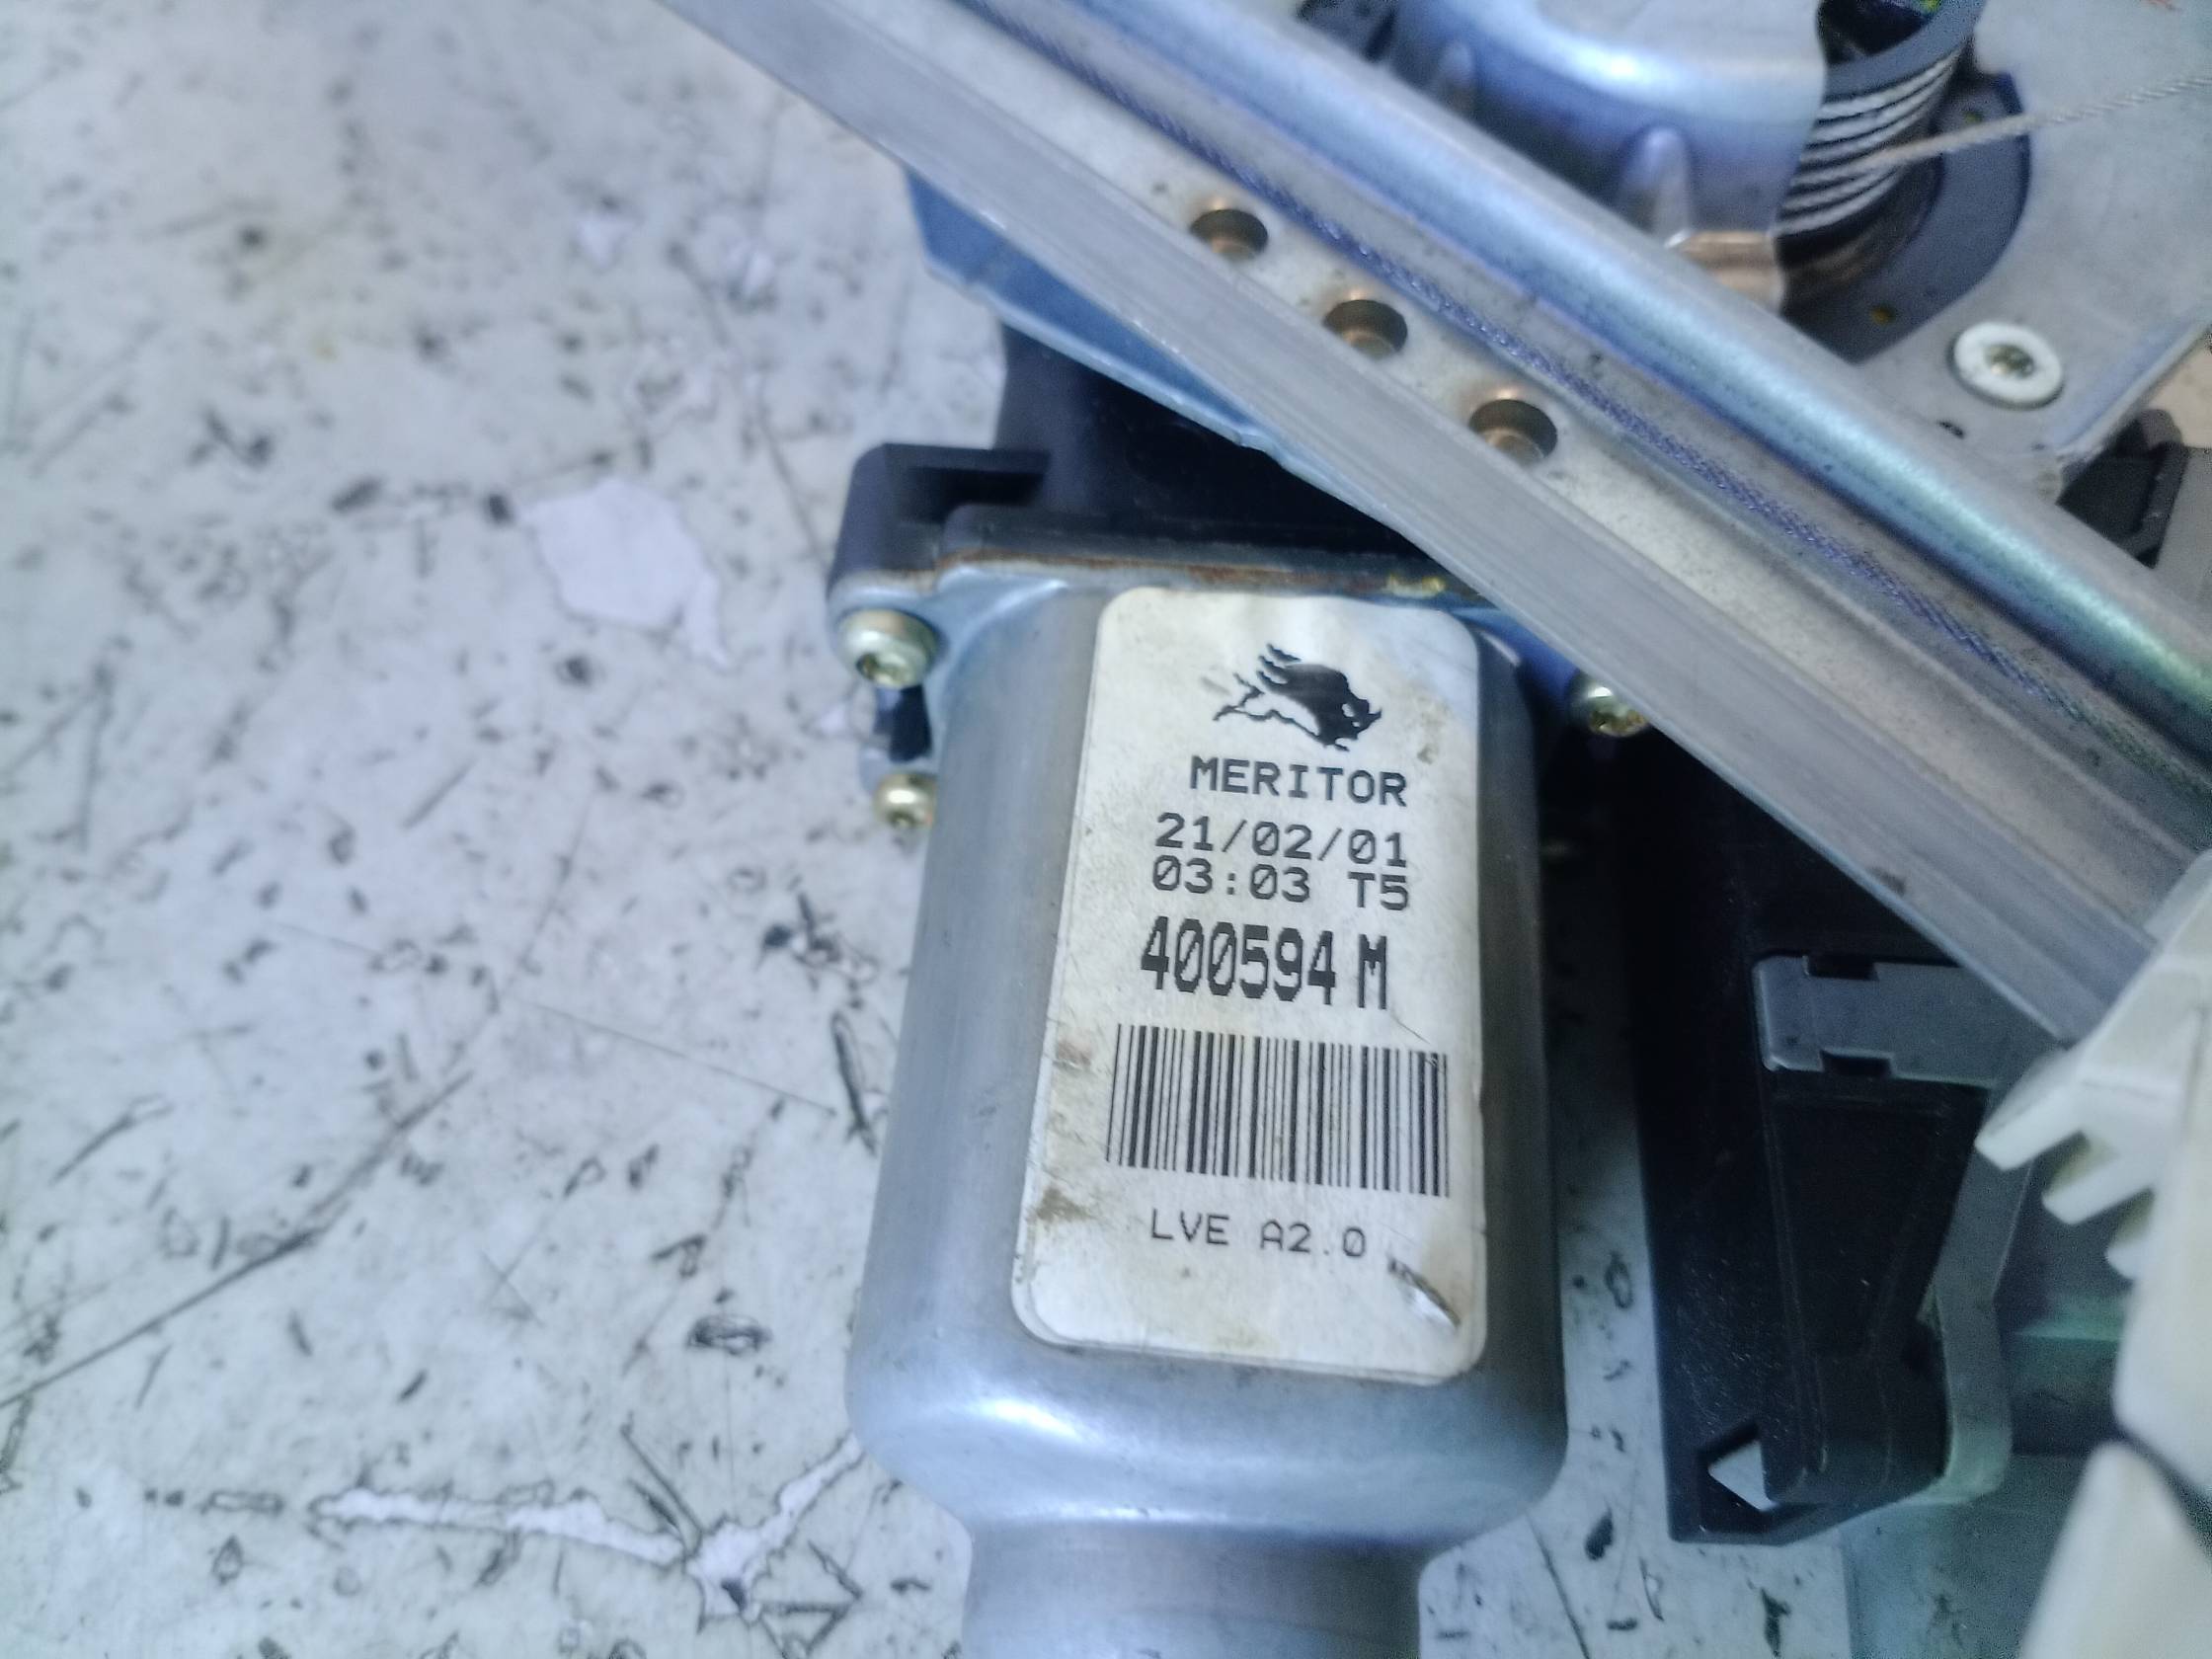 MERITOR
21/02/01
03:03 T5
400594 M
LVE A2.0